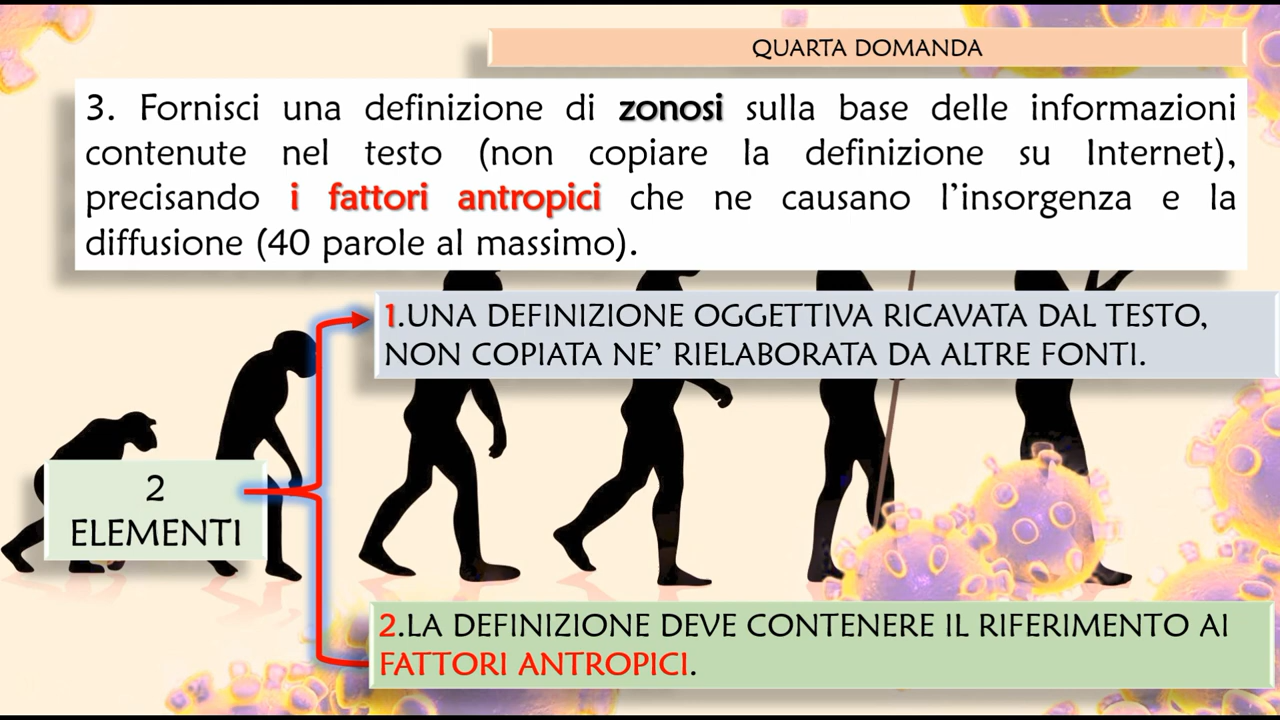 QUARTA DOMANDA
3. Fornisci una definizione di zonosi sulla base delle informazioni
contenute nel testo (non copiare la definizione su Internet),
precisando i fattori antropici che ne causano l'insorgenza e la
diffusione (40 parole al massimo).
1.UNA DEFINIZIONE OGGETTIVA RICAVATA DAL TESTO,
NON COPIATA NE' RIELABORATA DA ALTRE FONTI.
2
ELEMENTI
2.LA DEFINIZIONE DEVE CONTENERE IL RIFERIMENTO AI
FATTORI ANTROPICI.